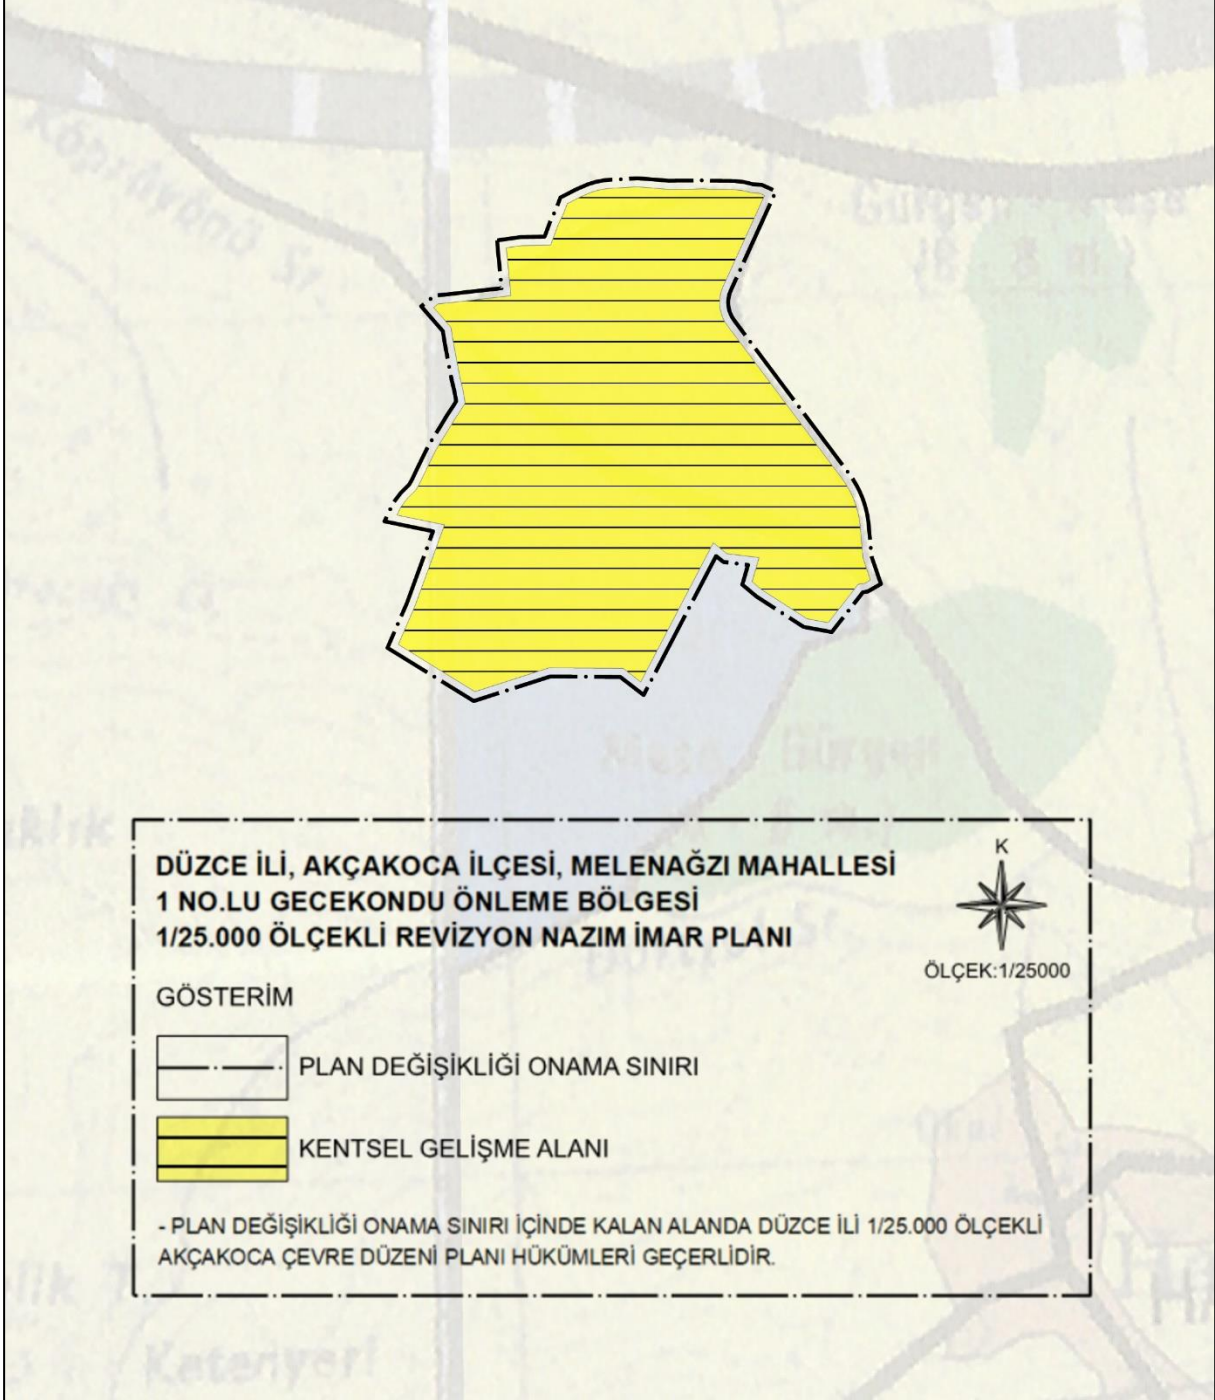 Köprüyanı Sr.
DÜZCE İLİ, AKÇAKOCA İLÇESİ, MELENAĞZI MAHALLESİ
1 NO.LU GECEKONDU ÖNLEME BÖLGESİ
1/25.000 ÖLÇEKLİ REVİZYON NAZIM İMAR PLANI
K
ÖLÇEK:1/25000
GÖSTERİM
PLAN DEĞİŞİKLİĞİ ONAMA SINIRI
KENTSEL GELİŞME ALANI
- PLAN DEĞİŞİKLİĞİ ONAMA SINIRI İÇİNDE KALAN ALANDA DÜZCE İLİ 1/25.000 ÖLÇEKLİ
AKÇAKOCA ÇEVRE DÜZENİ PLANI HÜKÜMLERİ GEÇERLİDİR.